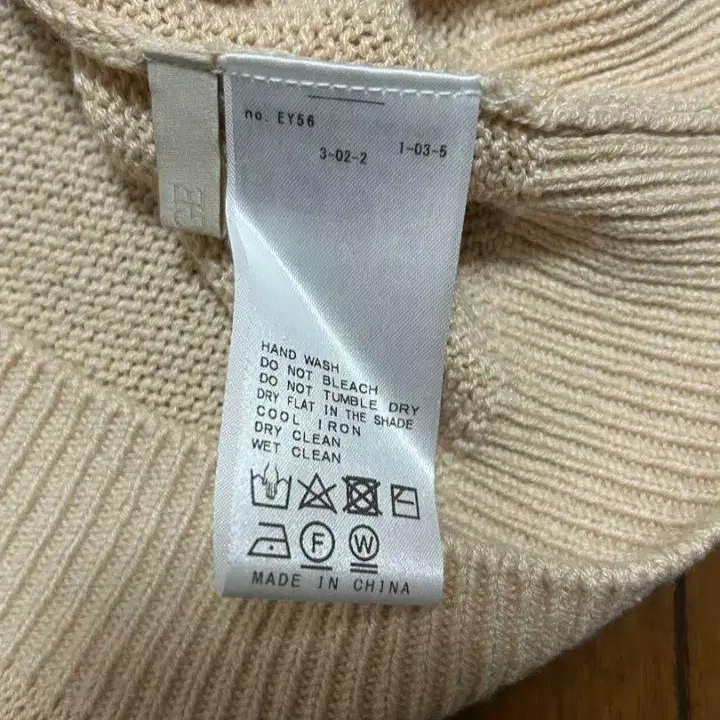 no. EY56
3-02-2 1-03-5
HAND WASH
DO NOT BLEACH
DO NOT TUMBLE DRY
DRY FLAT IN THE SHADE
COOL IRON
DRY CLEAN
WET CLEAN
F W
MADE IN CHINA